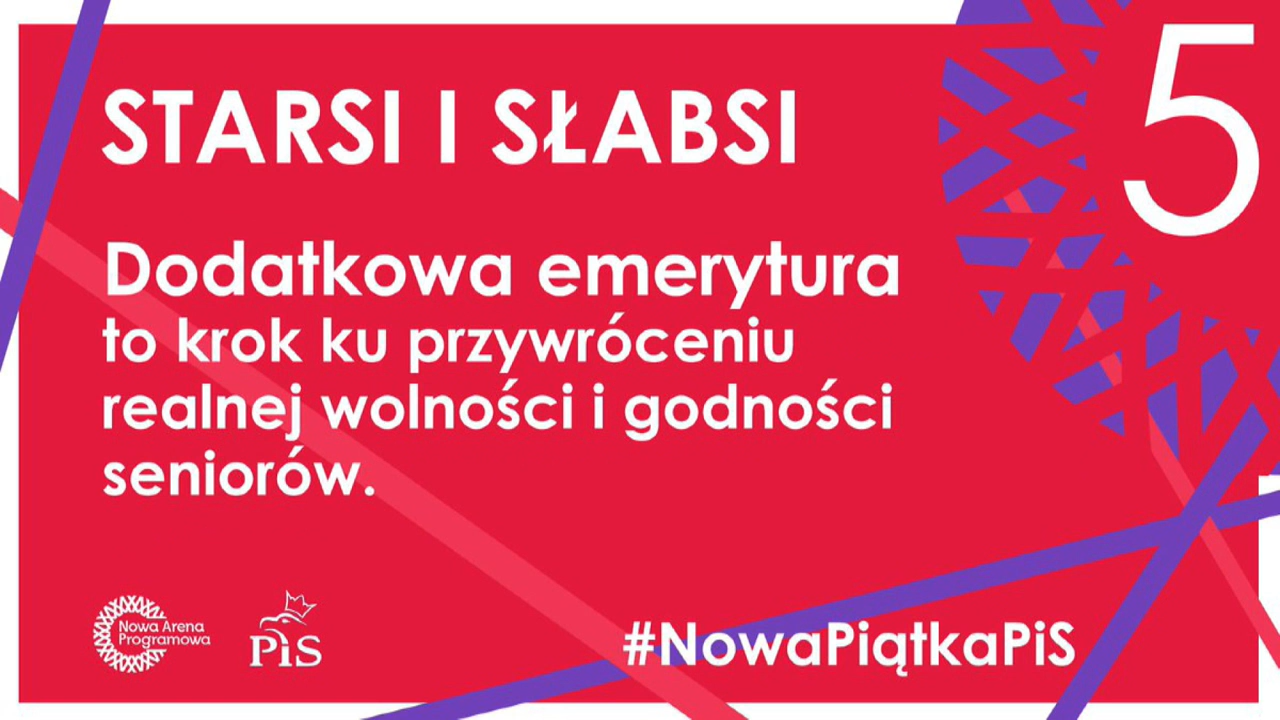 5
STARSI I SŁABSI
Dodatkowa emerytura
to krok ku przywróceniu
realnej wolności i godności
seniorów.
Nowa Arena
Programowa
PiS
#NowaPiątkaPiS